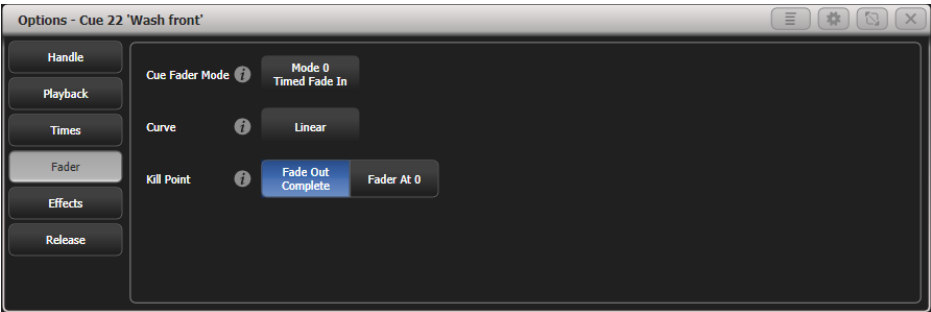 Options - Cue 22 'Wash front'
Handle
Playback
Times
Fader
Effects
Release
Cue Fader Mode
Mode 0
Timed Fade In
Curve
Linear
Kill Point
Fade Out
Complete
Fader At 0